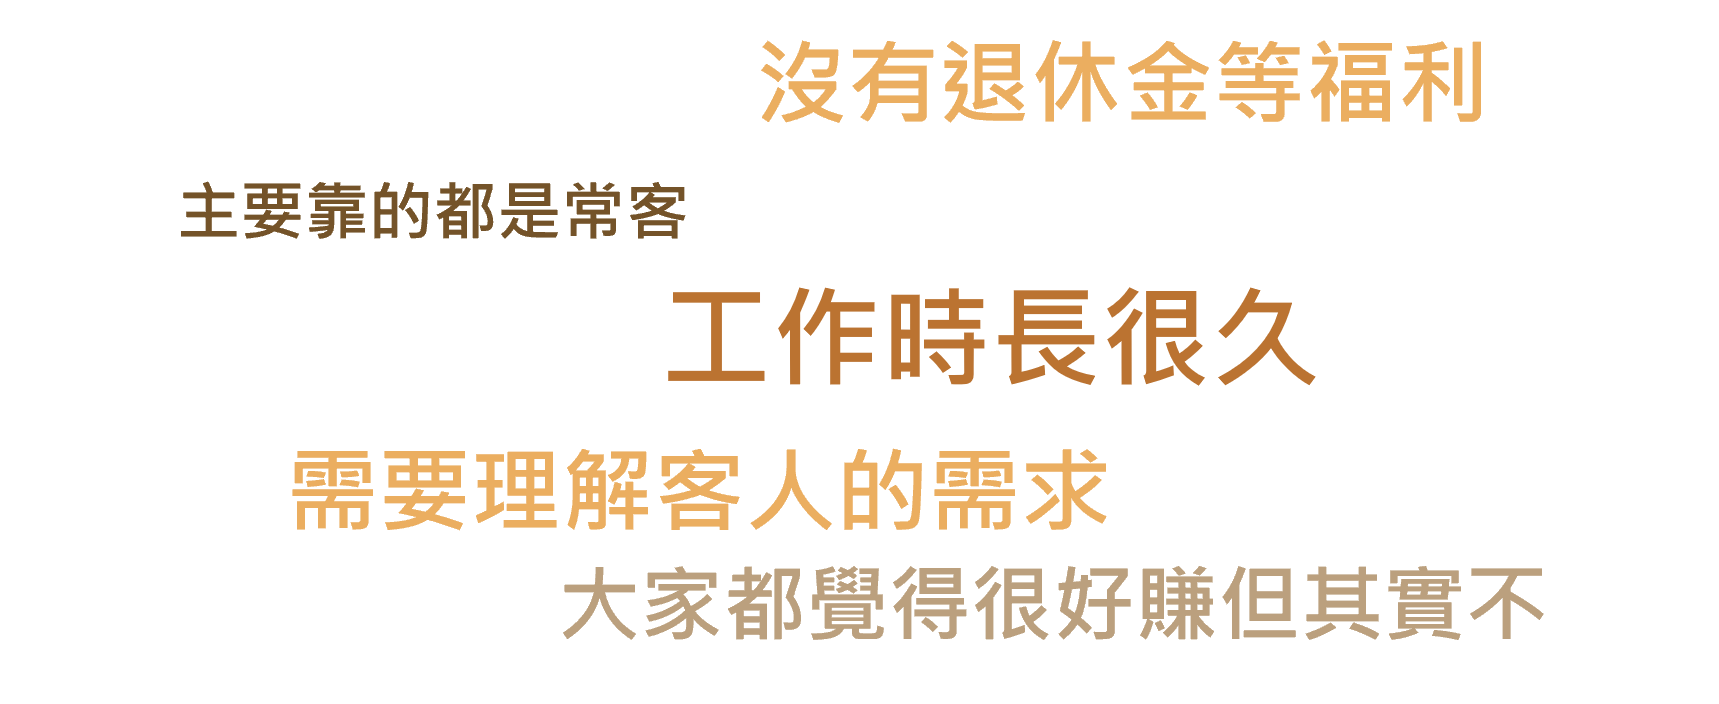 沒有退休金等福利
主要靠的都是常客
工作時長很久
需要理解客人的需求
大家都覺得很好賺但其實不